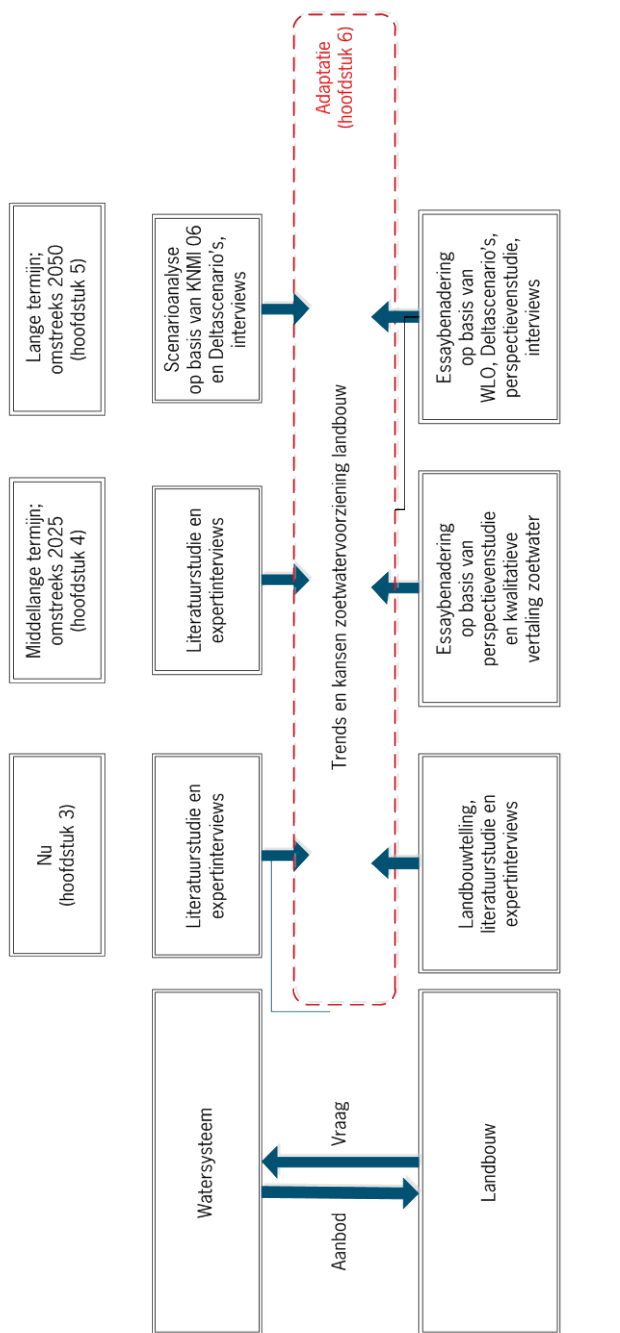 Nu
(hoofdstuk 3)
Middellange termijn;
omstreeks 2025
(hoofdstuk 4)
Lange termijn;
omstreeks 2050
(hoofdstuk 5)
Watersysteem
Literatuurstudie en
expertinterviews
Literatuurstudie en
expertinterviews
Scenarioanalyse
op basis van KNMI 06
en Deltascenario's,
interviews
Aanbod
Vraag
Trends en kansen zoetwatervoorziening landbouw
Adaptatie
(hoofdstuk 6)
Landbouw
Landbouwtelling,
literatuurstudie en
expertinterviews
Essaybenadering
op basis van
perspectievenstudie
en kwalitatieve
vertaling zoetwater
Essaybenadering
op basis van
WLO, Deltascenario's,
perspectievenstudie,
interviews